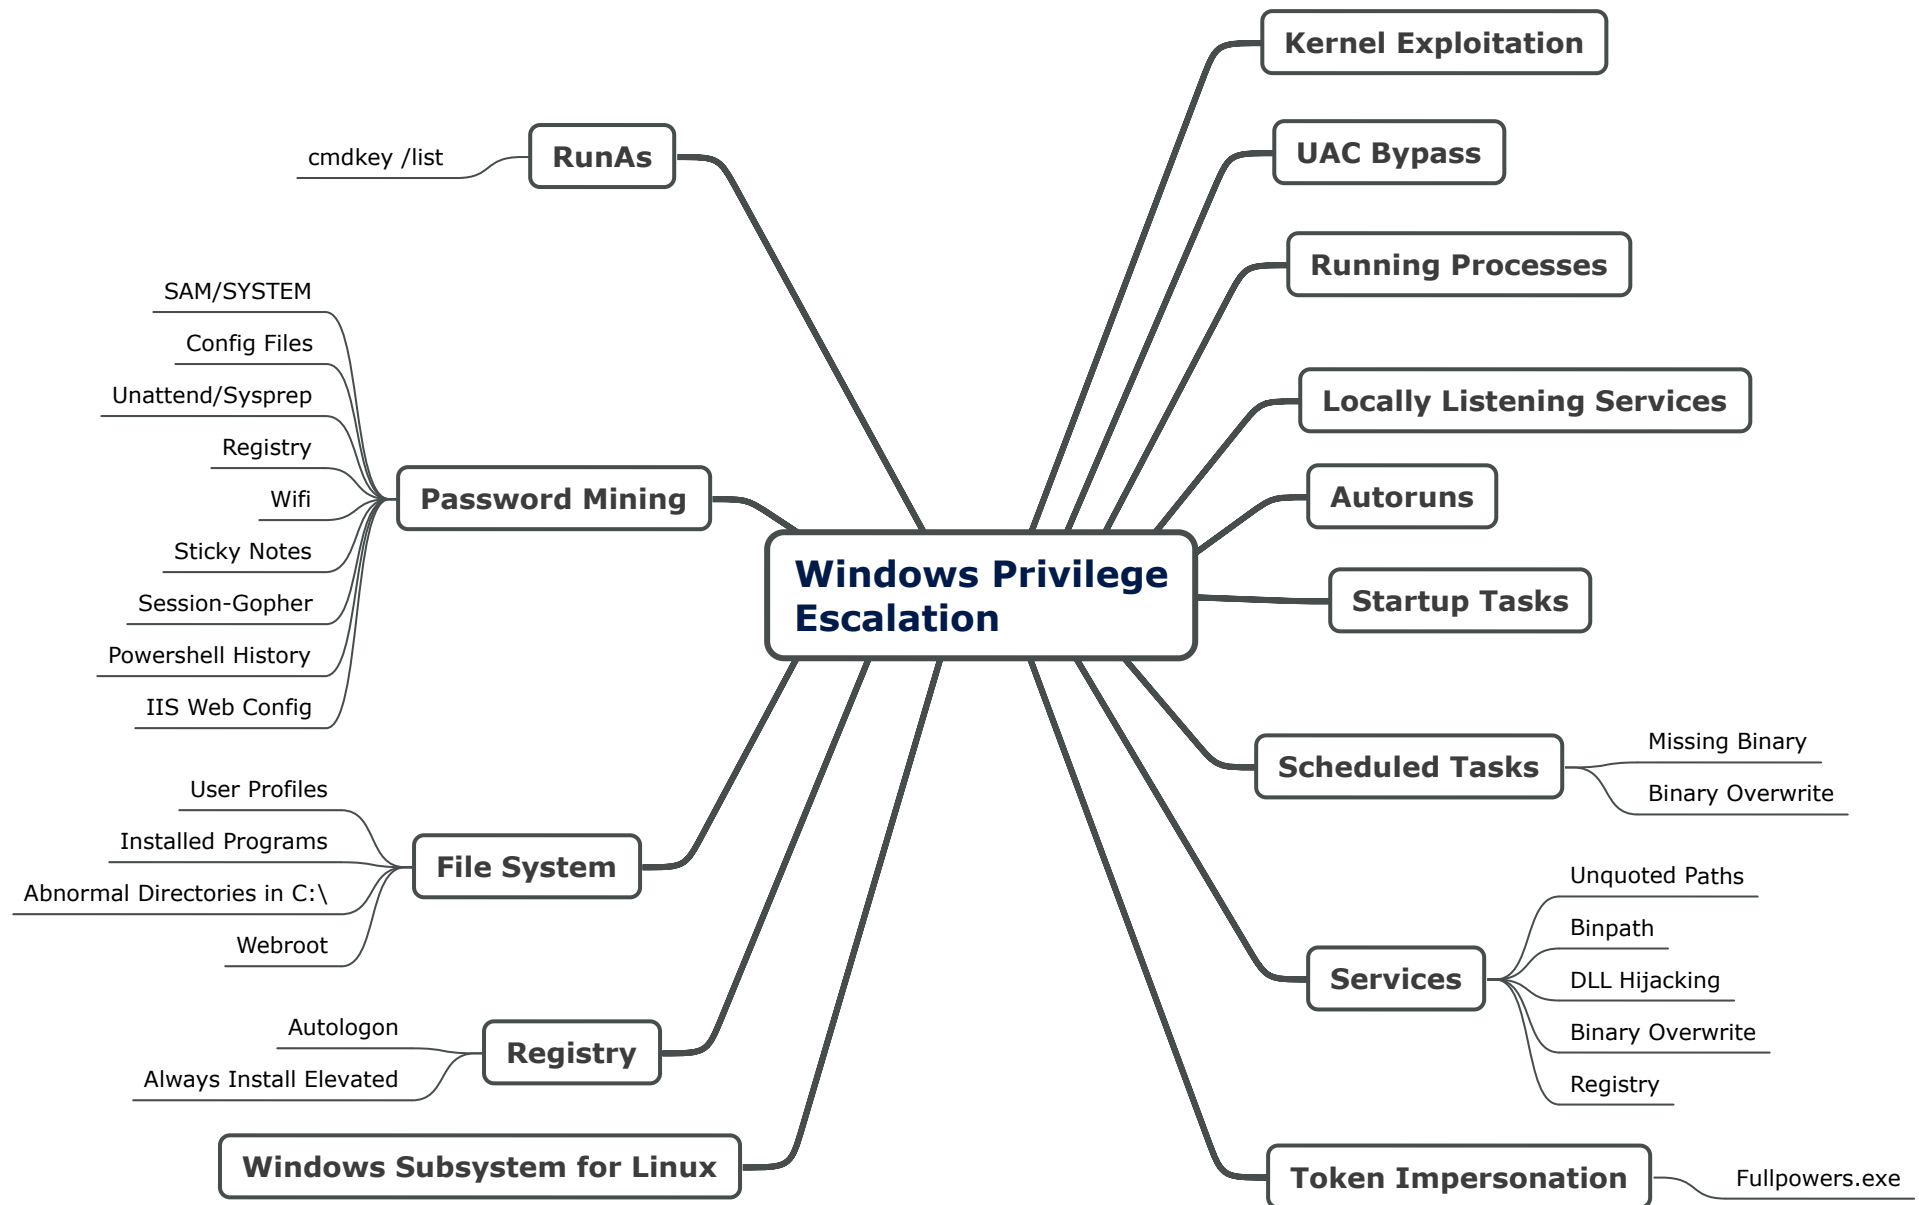 Windows Privilege
Escalation
Kernel Exploitation
UAC Bypass
Running Processes
Locally Listening Services
Autoruns
Startup Tasks
Scheduled Tasks
Missing Binary
Binary Overwrite
Services
Unquoted Paths
Binpath
DLL Hijacking
Binary Overwrite
Registry
Token Impersonation
Fullpowers.exe
RunAs
cmdkey /list
Password Mining
SAM/SYSTEM
Config Files
Unattend/Sysprep
Registry
Wifi
Sticky Notes
Session-Gopher
Powershell History
IIS Web Config
File System
User Profiles
Installed Programs
Abnormal Directories in C:\
Webroot
Registry
Autologon
Always Install Elevated
Windows Subsystem for Linux